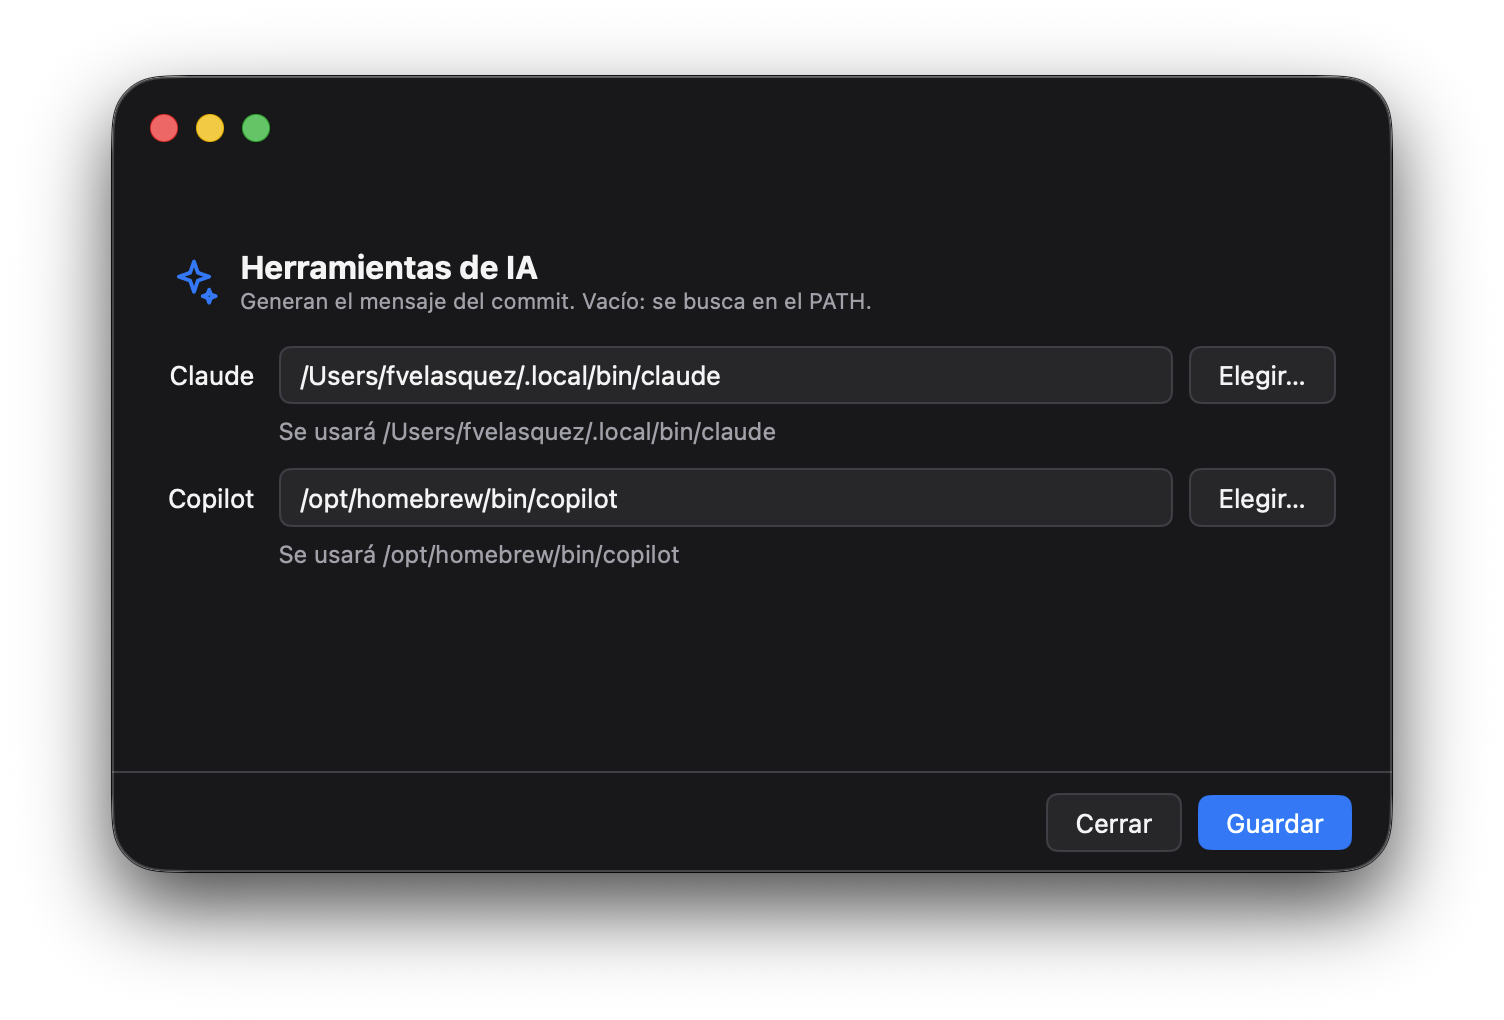 Herramientas de IA
Generan el mensaje del commit. Vacío: se busca en el PATH.
Claude /Users/fvelasquez/.local/bin/claude Elegir...
Se usará /Users/fvelasquez/.local/bin/claude
Copilot /opt/homebrew/bin/copilot Elegir...
Se usará /opt/homebrew/bin/copilot
Cerrar Guardar